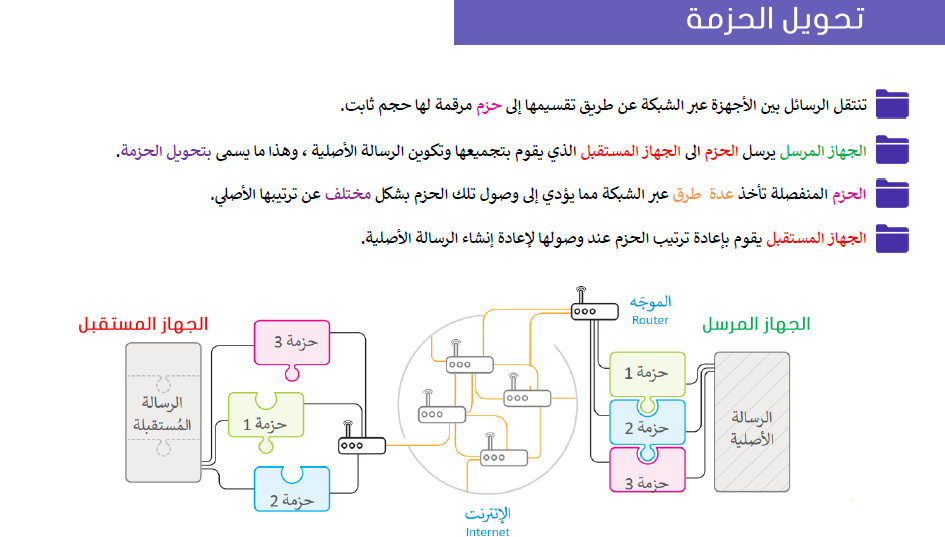 تحويل الحزمة
تنتقل الرسائل بين الأجهزة عبر الشبكة عن طريق تقسيمها إلى حزم مرقمة لها حجم ثابت.
الجهاز المرسل يرسل الحزم الى الجهاز المستقبل الذي يقوم بتجميعها وتكوين الرسالة الأصلية ، وهذا ما يسمى بتحويل الحزمة.
الحزم المنفصلة تأخذ عدة طرق عبر الشبكة مما يؤدي إلى وصول تلك الحزم بشكل مختلف عن ترتيبها الأصلي.
الجهاز المستقبل يقوم بإعادة ترتيب الحزم عند وصولها لإعادة إنشاء الرسالة الأصلية.
الجهاز المرسل
الرسالة
الأصلية
حزمة 1
حزمة 2
حزمة 3
الموجَه
Router
الإنترنت
Internet
الجهاز المستقبل
حزمة 3
حزمة 1
حزمة 2
الرسالة
المُستقبلة